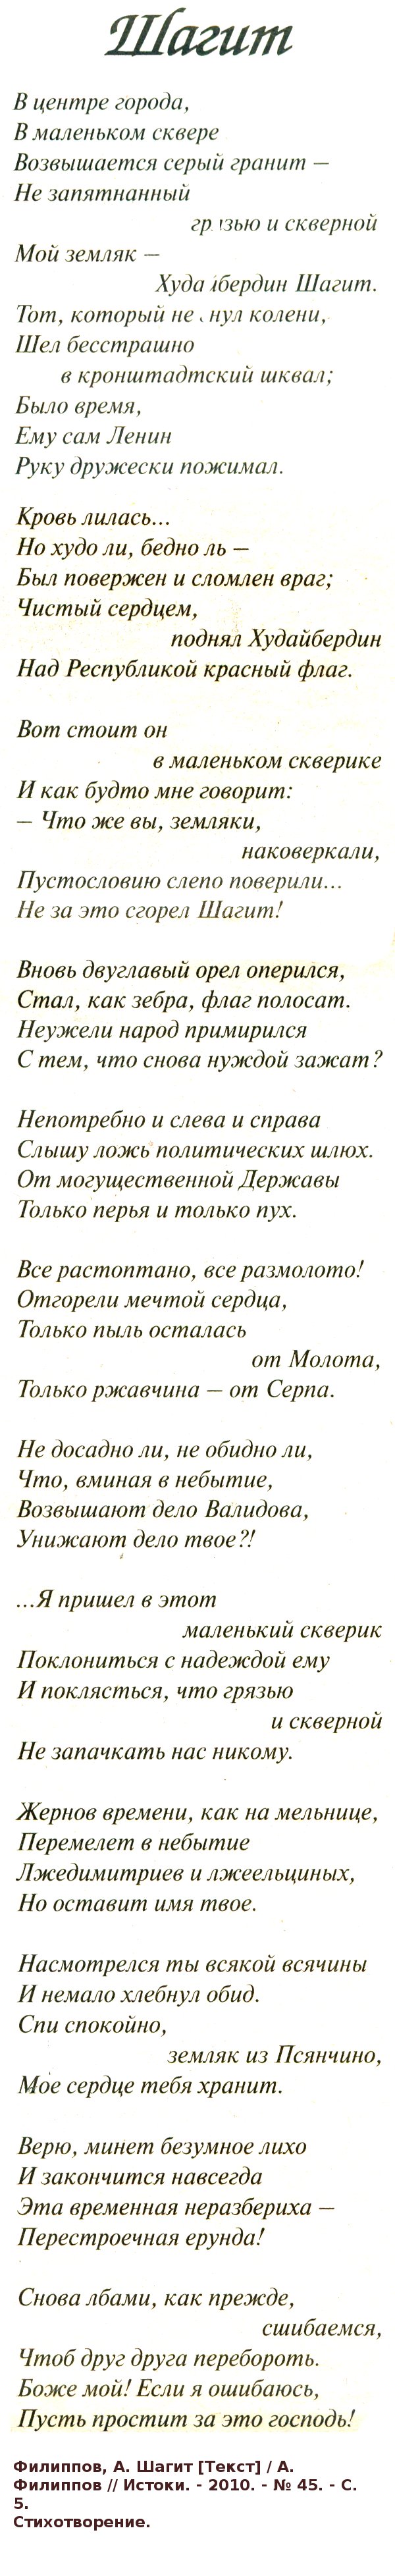 Шагит
В центре города,
В маленьком сквере
Возвышается серый гранит —
Не запятнанный
грязью и скверной
Мой земляк —
Худайбердин Шагит.
Тот, который не гнул колени,
Шел бесстрашно
в кронштадтский шквал;
Было время,
Ему сам Ленин
Руку дружески пожимал.
Кровь лилась...
Но худо ли, бедно ль —
Был повержен и сломлен враг;
Чистый сердцем,
поднял Худайбердин
Над Республикой красный флаг.
Вот стоит он
в маленьком скверике
И как будто мне говорит:
— Что же вы, земляки,
наковеркали,
Пустословию слепо поверили...
Не за это сгорел Шагит!
Вновь двуглавый орел оперился,
Стал, как зебра, флаг полосат.
Неужели народ примирился
С тем, что снова нуждой зажат?
Непотребно и слева и справа
Слышу ложь политических шлюх.
От могущественной Державы
Только перья и только пух.
Все растоптано, все размолото!
Отгорели мечтой сердца,
Только пыль осталась
от Молота,
Только ржавчина — от Серпа.
Не досадно ли, не обидно ли,
Что, вминая в небытие,
Возвышают дело Валидова,
Унижают дело твое?!
...Я пришел в этот
маленький скверик
Поклониться с надеждой ему
И поклясться, что грязью
и скверной
Не запачкать нас никому.
Жернов времени, как на мельнице,
Перемелет в небытие
Лжедимитриев и лжеельциных,
Но оставит имя твое.
Насмотрелся ты всякой всячины
И немало хлебнул обид.
Спи спокойно,
земляк из Псянчино,
Мое сердце тебя хранит.
Верю, минет безумное лихо
И закончится навсегда
Эта временная неразбериха —
Перестроечная ерунда!
Снова лбами, как прежде,
сшибаемся,
Чтоб друг друга перебороть.
Боже мой! Если я ошибаюсь,
Пусть простит за это господь!
Филиппов, А. Шагит [Текст] / А.
Филиппов // Истоки. - 2010. - № 45. - С.
5.
Стихотворение.